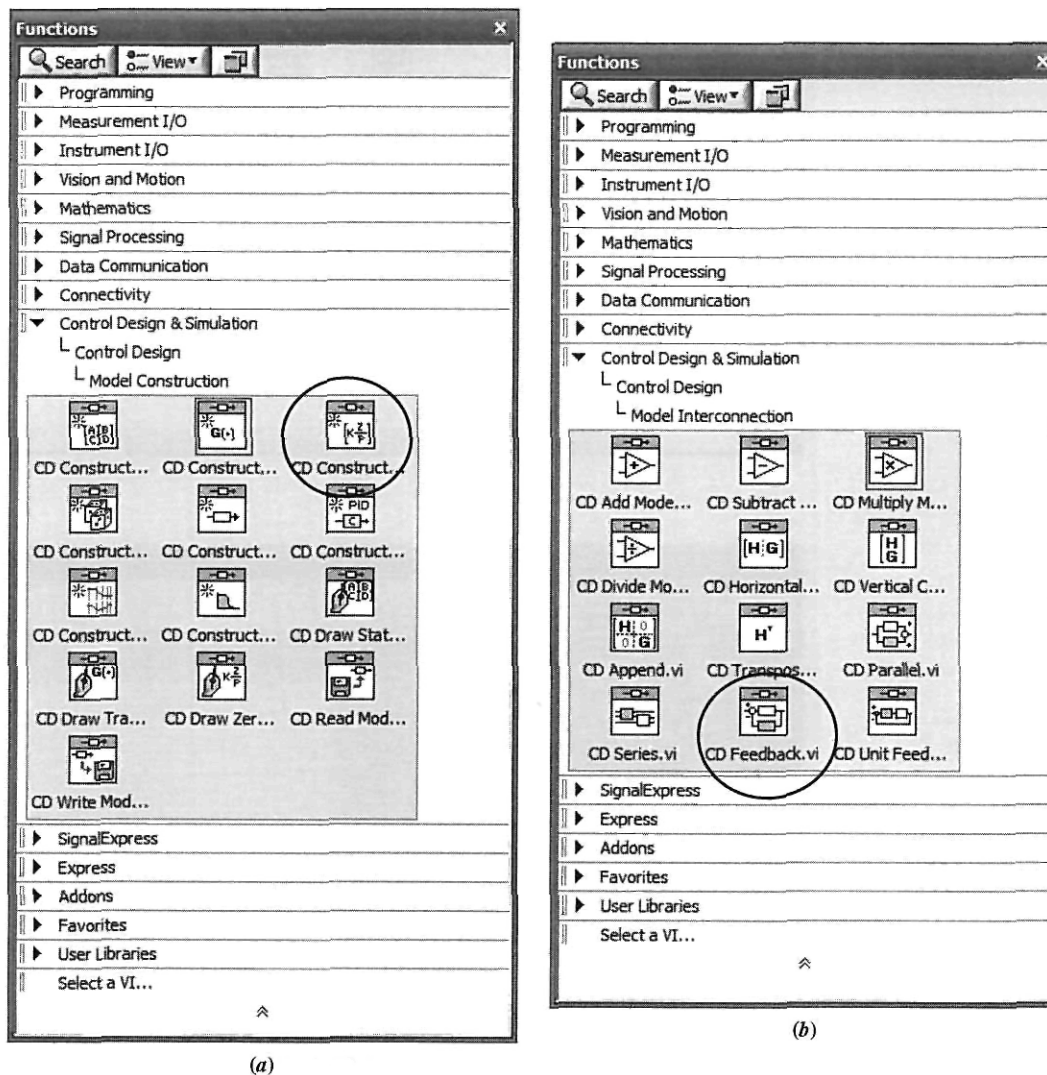 Functions
Search View
Programming
Measurement I/O
Instrument I/O
Vision and Motion
Mathematics
Signal Processing
Data Communication
Connectivity
Control Design & Simulation
Control Design
Model Construction
[A|B]
[C|D]
G(•)
[K Z/P]
CD Construct... CD Construct... CD Construct...
PID
C
CD Construct... CD Construct... CD Construct...
[A|B]
[C|D]
CD Construct... CD Construct... CD Draw Stat...
G(•)
K Z/P
CD Draw Tra... CD Draw Zer... CD Read Mod...
CD Write Mod...
SignalExpress
Express
Addons
Favorites
User Libraries
Select a VI...
(a)
Functions
Search View
Programming
Measurement I/O
Instrument I/O
Vision and Motion
Mathematics
Signal Processing
Data Communication
Connectivity
Control Design & Simulation
Control Design
Model Interconnection
CD Add Mode... CD Subtract ... CD Multiply M...
[H G]
[H
G]
CD Divide Mo... CD Horizontal... CD Vertical C...
H 0
0 G
Hᵀ
CD Append.vi CD Transpos... CD Parallel.vi
CD Series.vi CD Feedback.vi CD Unit Feed...
SignalExpress
Express
Addons
Favorites
User Libraries
Select a VI...
(b)